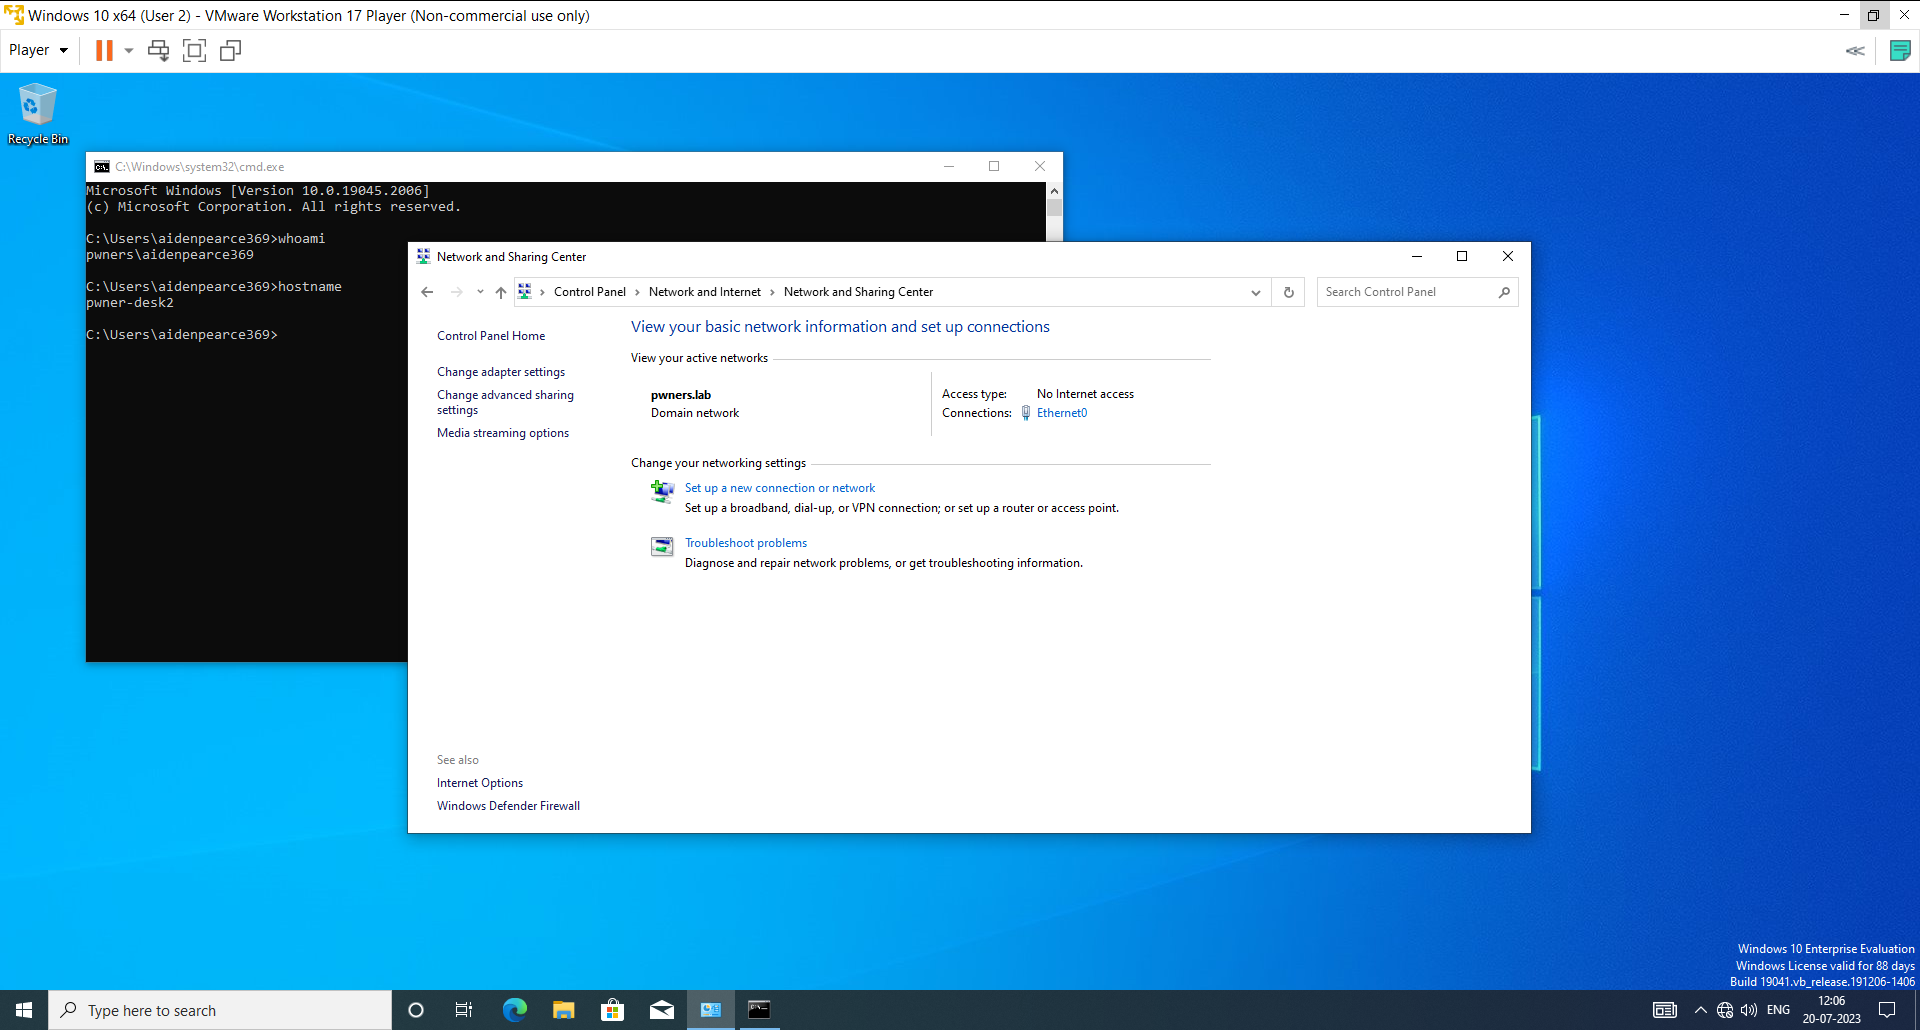 Windows 10 x64 (User 2) - VMware Workstation 17 Player (Non-commercial use only)
Player
Recycle Bin
C:\Windows\system32\cmd.exe
Microsoft Windows [Version 10.0.19045.2006]
(c) Microsoft Corporation. All rights reserved.
C:\Users\aidenpearce369>whoami
pwners\aidenpearce369
C:\Users\aidenpearce369>hostname
pwner-desk2
C:\Users\aidenpearce369>
Network and Sharing Center
Control Panel > Network and Internet > Network and Sharing Center
Search Control Panel
Control Panel Home
Change adapter settings
Change advanced sharing
settings
Media streaming options
View your basic network information and set up connections
View your active networks
pwners.lab
Domain network
Access type: No Internet access
Connections: Ethernet0
Change your networking settings
Set up a new connection or network
Set up a broadband, dial-up, or VPN connection; or set up a router or access point.
Troubleshoot problems
Diagnose and repair network problems, or get troubleshooting information.
See also
Internet Options
Windows Defender Firewall
Windows 10 Enterprise Evaluation
Windows License valid for 88 days
Build 19041.vb_release.191206-1406
Type here to search
ENG
12:06
20-07-2023